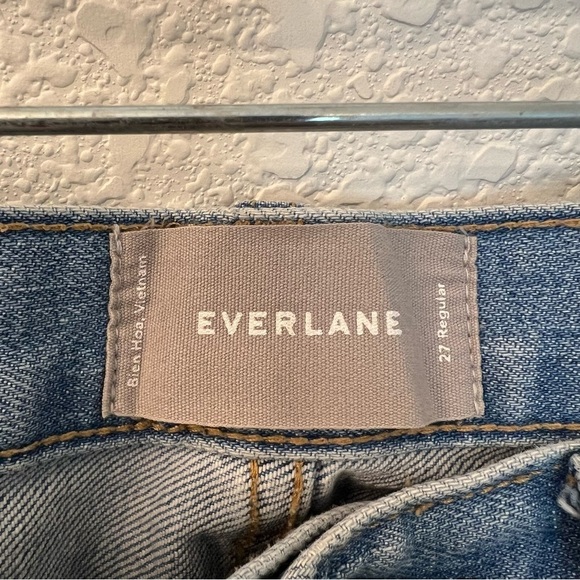 Bien Hoa, Vietnam
EVERLANE
27 Regular